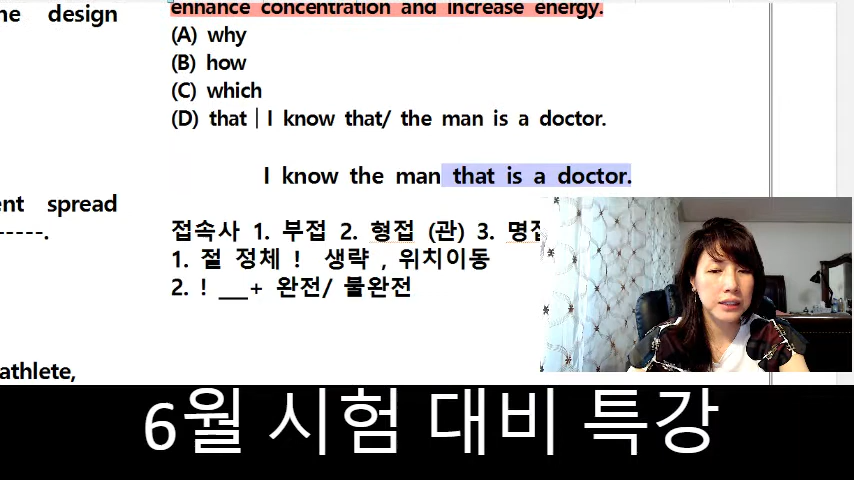 he design
enhance concentration and increase energy.
(A) why
(B) how
(C) which
(D) that | I know that/ the man is a doctor.
I know the man that is a doctor.
ent spread
-----.
접속사 1. 부접 2. 형접 (관) 3. 명접
1. 절 정체 ! 생략 , 위치이동
2. ! __+ 완전/ 불완전
athlete,
6월 시험 대비 특강